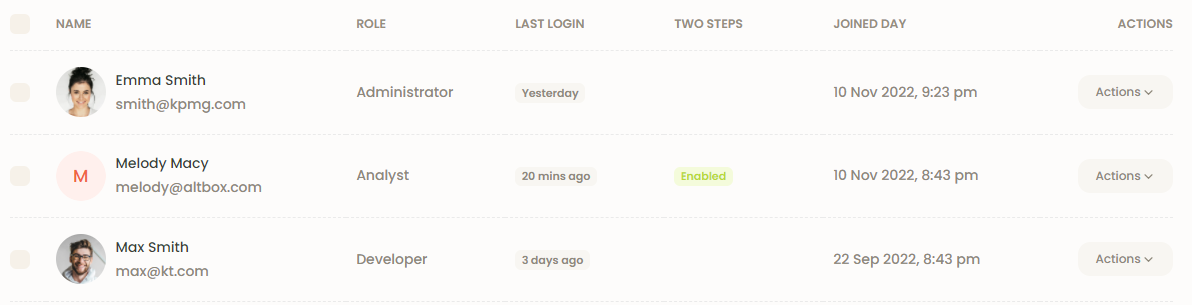 NAME ROLE LAST LOGIN TWO STEPS JOINED DAY ACTIONS
Emma Smith
smith@kpmg.com Administrator Yesterday 10 Nov 2022, 9:23 pm Actions
M Melody Macy
melody@altbox.com Analyst 20 mins ago Enabled 10 Nov 2022, 8:43 pm Actions
Max Smith
max@kt.com Developer 3 days ago 22 Sep 2022, 8:43 pm Actions